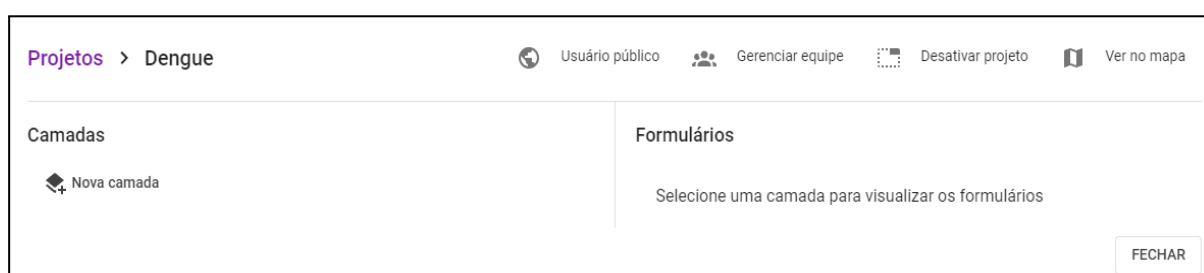 Projetos > Dengue
Usuário público
Gerenciar equipe
Desativar projeto
Ver no mapa
Camadas
Nova camada
Formulários
Selecione uma camada para visualizar os formulários
FECHAR